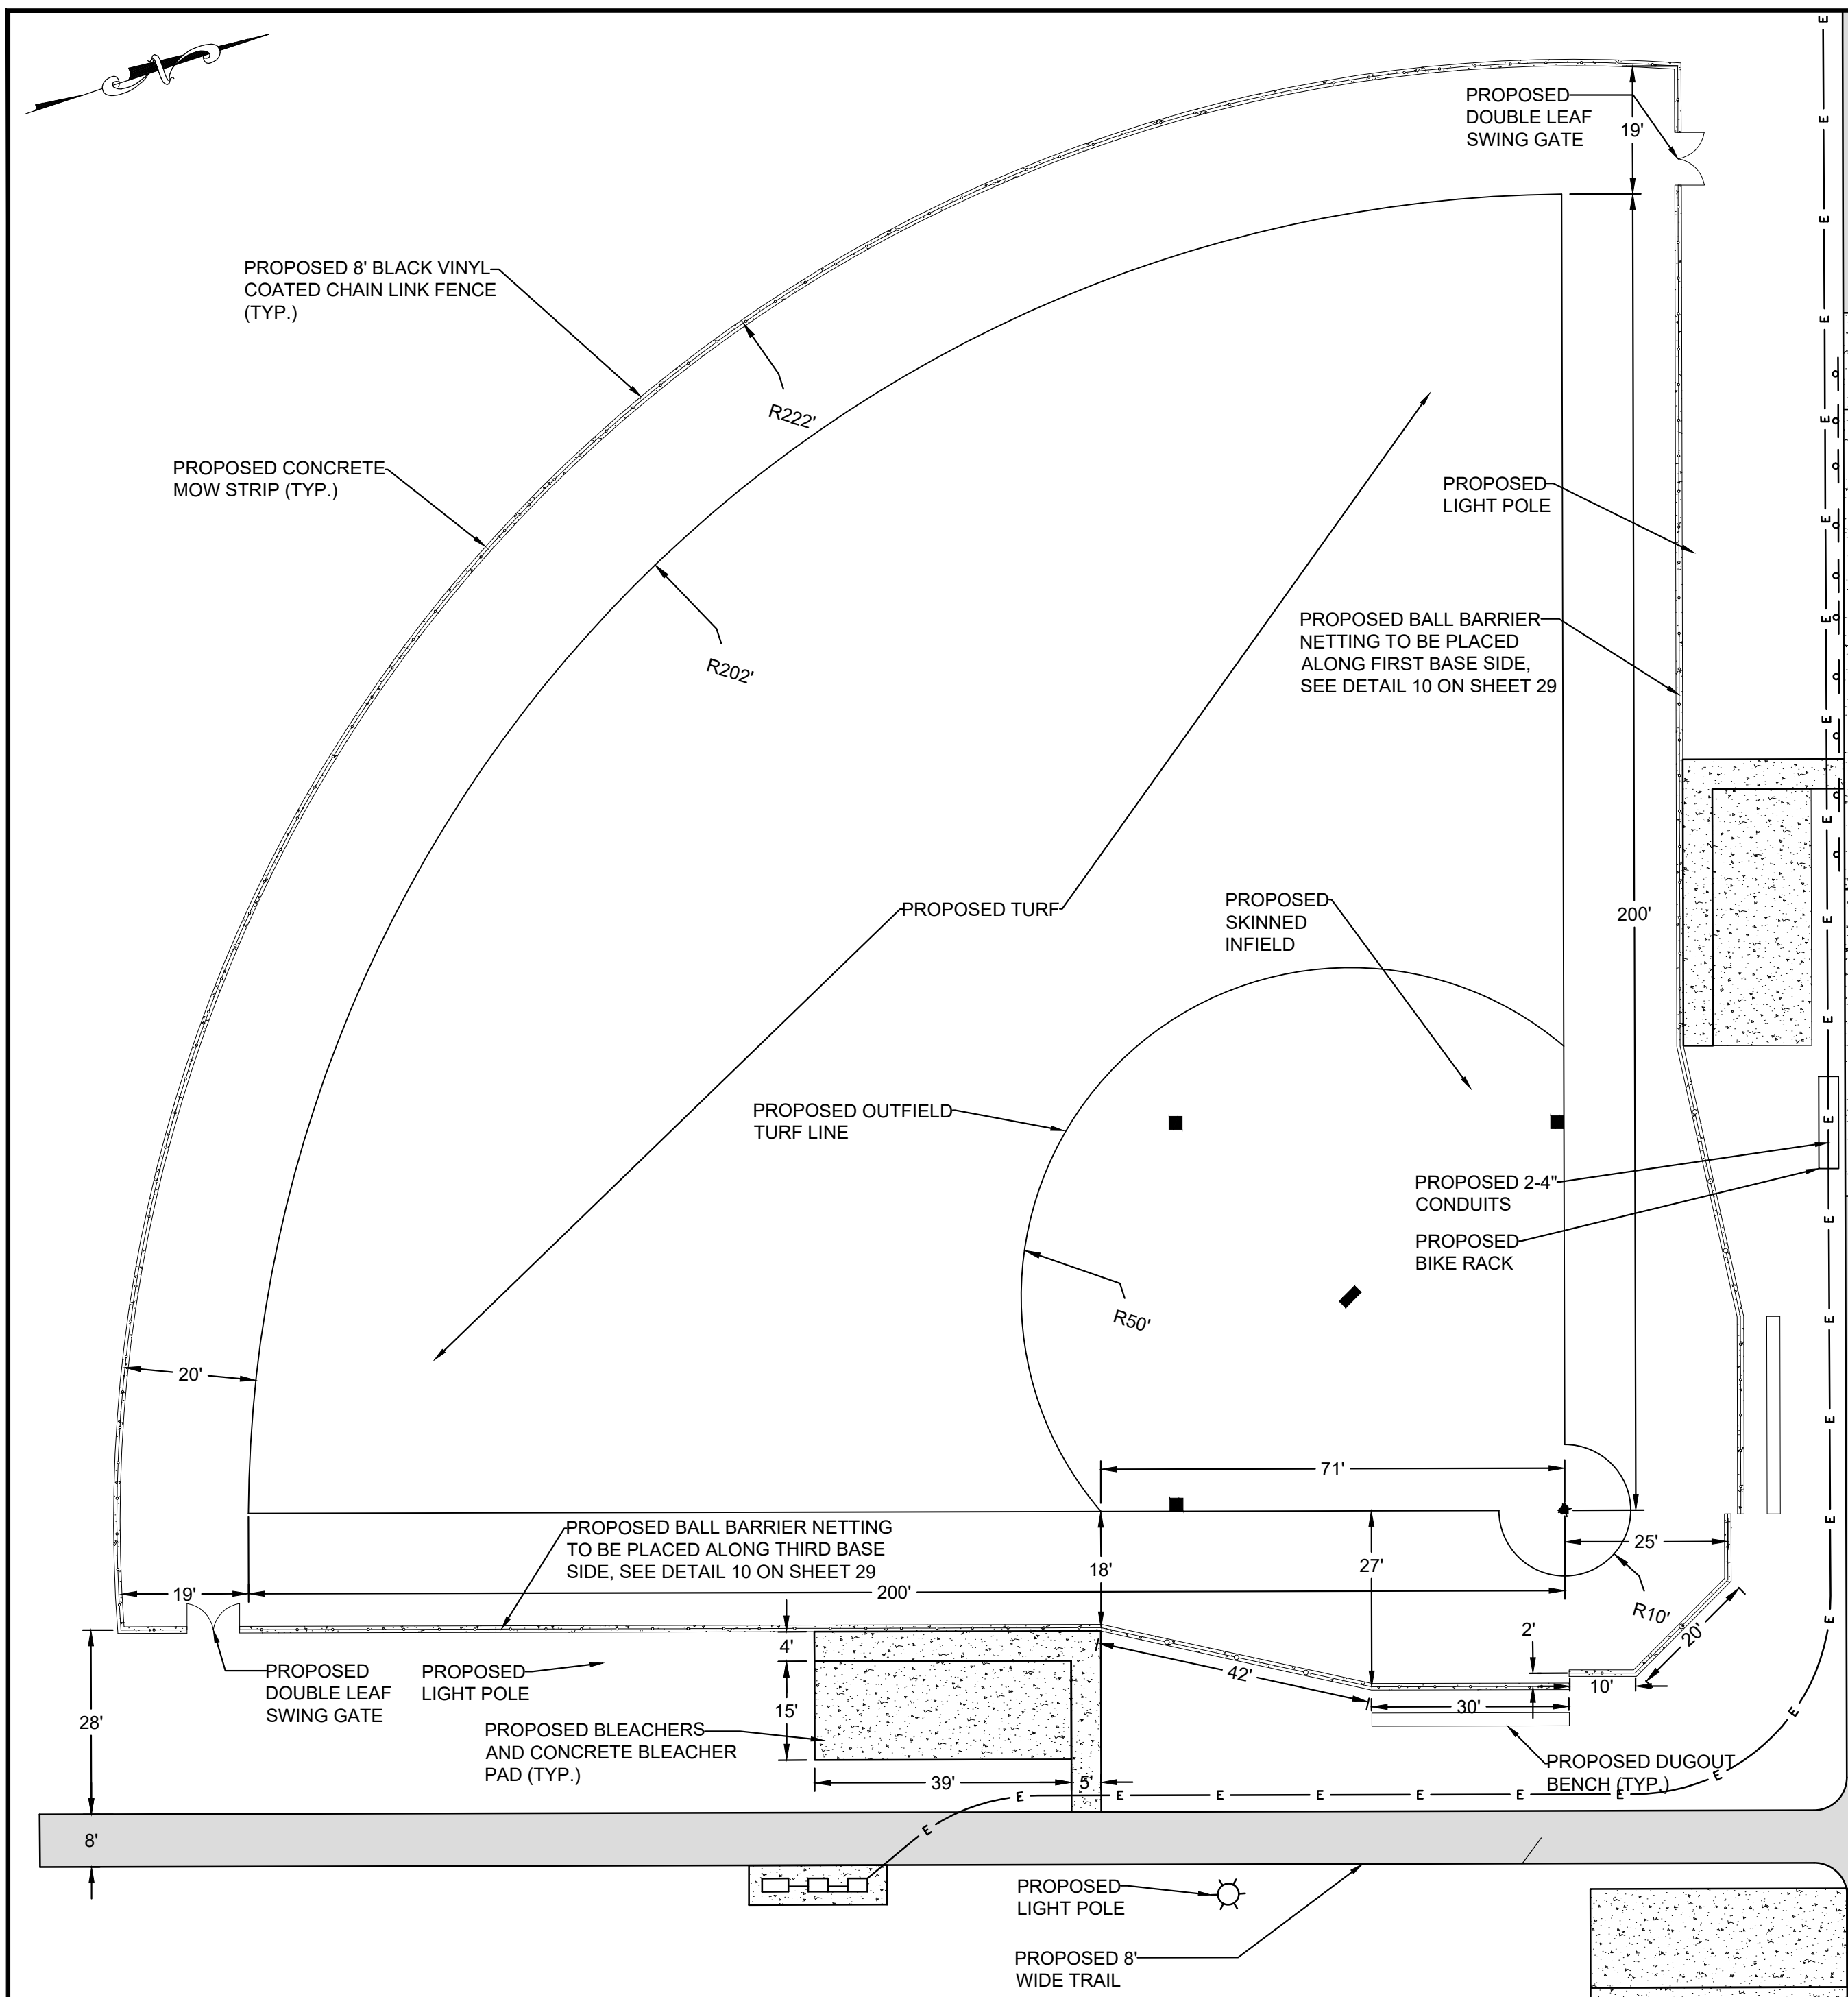 N
PROPOSED
DOUBLE LEAF
SWING GATE
19'
PROPOSED 8' BLACK VINYL
COATED CHAIN LINK FENCE
(TYP.)
R222'
PROPOSED CONCRETE
MOW STRIP (TYP.)
PROPOSED
LIGHT POLE
R202'
PROPOSED BALL BARRIER
NETTING TO BE PLACED
ALONG FIRST BASE SIDE,
SEE DETAIL 10 ON SHEET 29
PROPOSED TURF
PROPOSED
SKINNED
INFIELD
200'
PROPOSED OUTFIELD
TURF LINE
PROPOSED 2-4"
CONDUITS
PROPOSED
BIKE RACK
R50'
20'
71'
PROPOSED BALL BARRIER NETTING
TO BE PLACED ALONG THIRD BASE
SIDE, SEE DETAIL 10 ON SHEET 29
18'
27'
25'
19'
200'
R10'
2'
20'
4'
PROPOSED
DOUBLE LEAF
SWING GATE
PROPOSED
LIGHT POLE
42'
10'
30'
28'
15'
PROPOSED BLEACHERS
AND CONCRETE BLEACHER
PAD (TYP.)
39'
5'
PROPOSED DUGOUT
BENCH (TYP.)
E E E E E E E E E E
8'
PROPOSED
LIGHT POLE
PROPOSED 8'
WIDE TRAIL